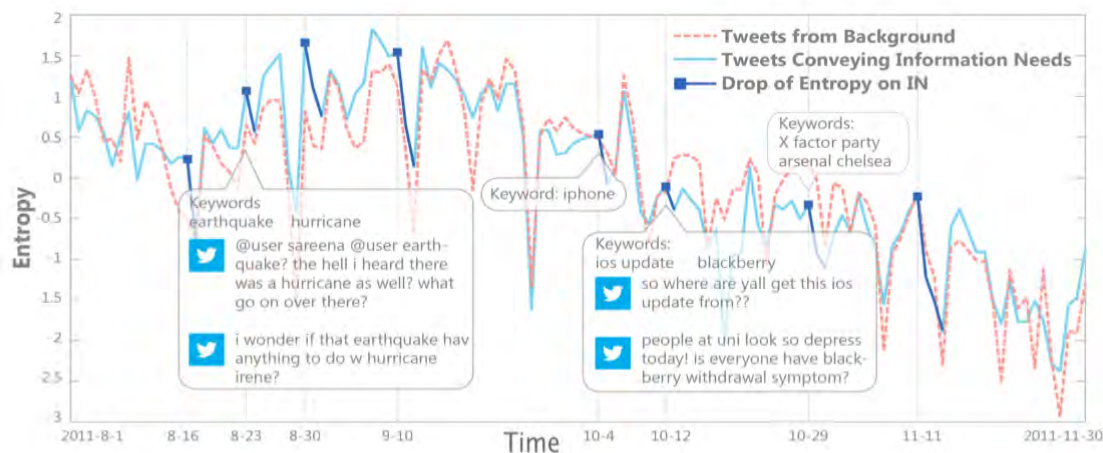 2
1.5
1
0.5
0
0.5
1
1.5
2
2.5
3
Entropy
Tweets from Background
Tweets Conveying Information Needs
Drop of Entropy on IN
Keywords
earthquake hurricane
@user sareena @user earth-
quake? the hell i heard there
was a hurricane as well? what
go on over there?
i wonder if that earthquake hav
anything to do w hurricane
irene?
Keyword: iphone
Keywords:
ios update blackberry
so where are yall get this ios
update from??
people at uni look so depress
today! is everyone have black-
berry withdrawal symptom?
Keywords:
X factor party
arsenal chelsea
2011-8-1 8-16 8-23 8-30 9-10 10-4 10-12 10-29 11-11 2011-11-30
Time